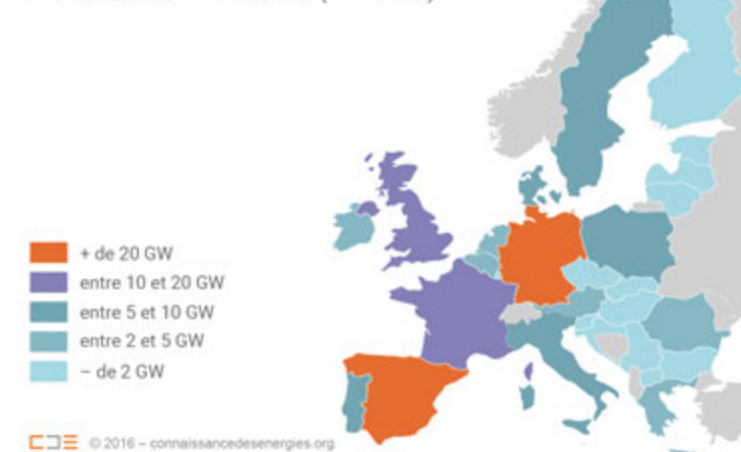 + de 20 GW
entre 10 et 20 GW
entre 5 et 10 GW
entre 2 et 5 GW
– de 2 GW
CDE © 2016 – connaissancedesenergies.org